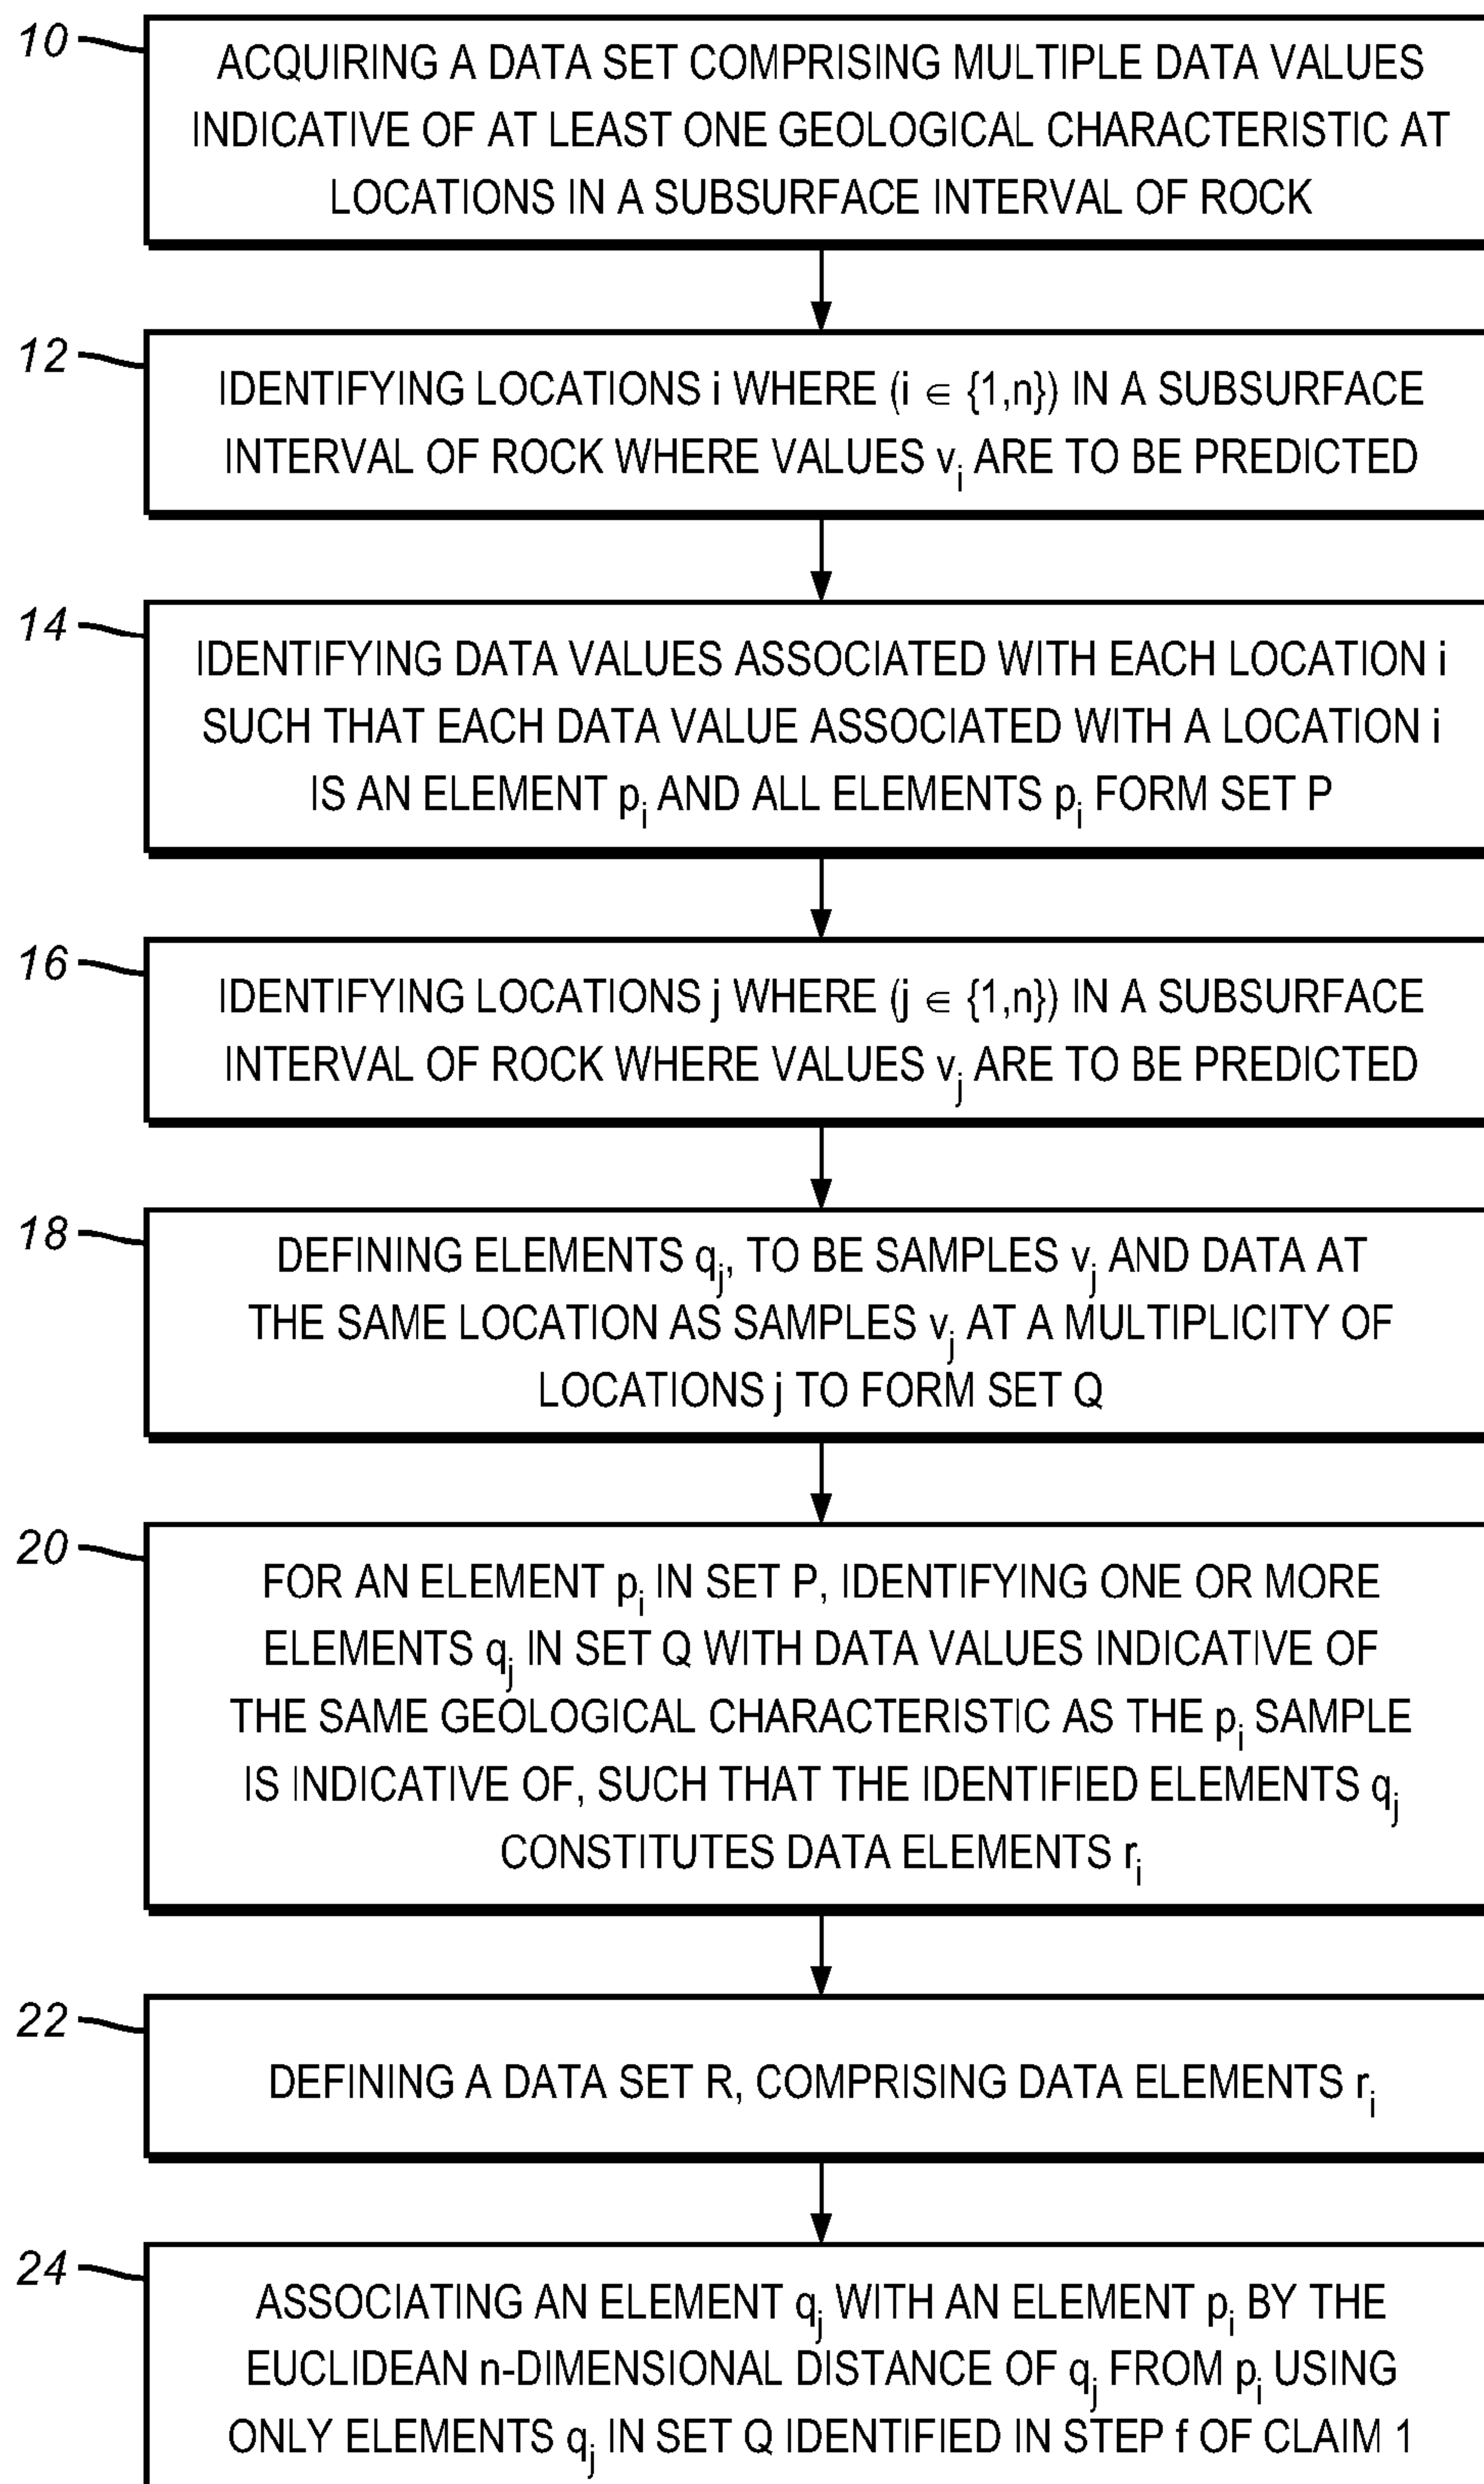 10
ACQUIRING A DATA SET COMPRISING MULTIPLE DATA VALUES
INDICATIVE OF AT LEAST ONE GEOLOGICAL CHARACTERISTIC AT
LOCATIONS IN A SUBSURFACE INTERVAL OF ROCK
12
IDENTIFYING LOCATIONS i WHERE (i ∈ {1,n}) IN A SUBSURFACE
INTERVAL OF ROCK WHERE VALUES vᵢ ARE TO BE PREDICTED
14
IDENTIFYING DATA VALUES ASSOCIATED WITH EACH LOCATION i
SUCH THAT EACH DATA VALUE ASSOCIATED WITH A LOCATION i
IS AN ELEMENT pᵢ AND ALL ELEMENTS pᵢ FORM SET P
16
IDENTIFYING LOCATIONS j WHERE (j ∈ {1,n}) IN A SUBSURFACE
INTERVAL OF ROCK WHERE VALUES vⱼ ARE TO BE PREDICTED
18
DEFINING ELEMENTS qⱼ, TO BE SAMPLES vⱼ AND DATA AT
THE SAME LOCATION AS SAMPLES vⱼ AT A MULTIPLICITY OF
LOCATIONS j TO FORM SET Q
20
FOR AN ELEMENT pᵢ IN SET P, IDENTIFYING ONE OR MORE
ELEMENTS qⱼ IN SET Q WITH DATA VALUES INDICATIVE OF
THE SAME GEOLOGICAL CHARACTERISTIC AS THE pᵢ SAMPLE
IS INDICATIVE OF, SUCH THAT THE IDENTIFIED ELEMENTS qⱼ
CONSTITUTES DATA ELEMENTS rᵢ
22
DEFINING A DATA SET R, COMPRISING DATA ELEMENTS rᵢ
24
ASSOCIATING AN ELEMENT qⱼ WITH AN ELEMENT pᵢ BY THE
EUCLIDEAN n-DIMENSIONAL DISTANCE OF qⱼ FROM pᵢ USING
ONLY ELEMENTS qⱼ IN SET Q IDENTIFIED IN STEP f OF CLAIM 1